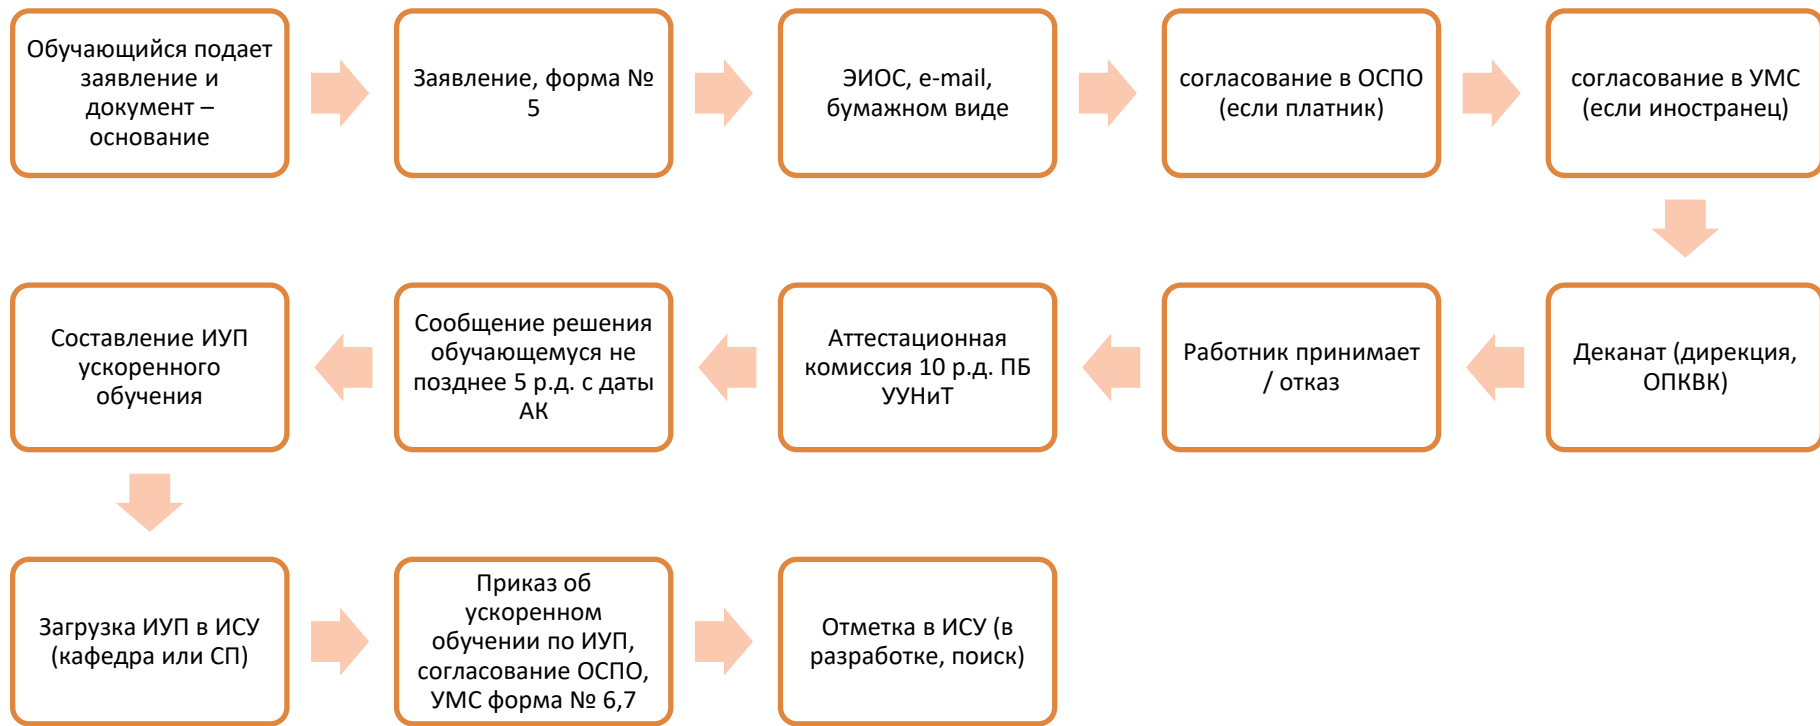 Обучающийся подает
заявление и
документ –
основание
Заявление, форма №
5
ЭИОС, e-mail,
бумажном виде
согласование в ОСПО
(если платник)
согласование в УМС
(если иностранец)
Деканат (дирекция,
ОПКВК)
Работник принимает
/ отказ
Аттестационная
комиссия 10 р.д. ПБ
УУНиТ
Сообщение решения
обучающемуся не
позднее 5 р.д. с даты
АК
Составление ИУП
ускоренного
обучения
Загрузка ИУП в ИСУ
(кафедра или СП)
Приказ об
ускоренном
обучении по ИУП,
согласование ОСПО,
УМС форма № 6,7
Отметка в ИСУ (в
разработке, поиск)